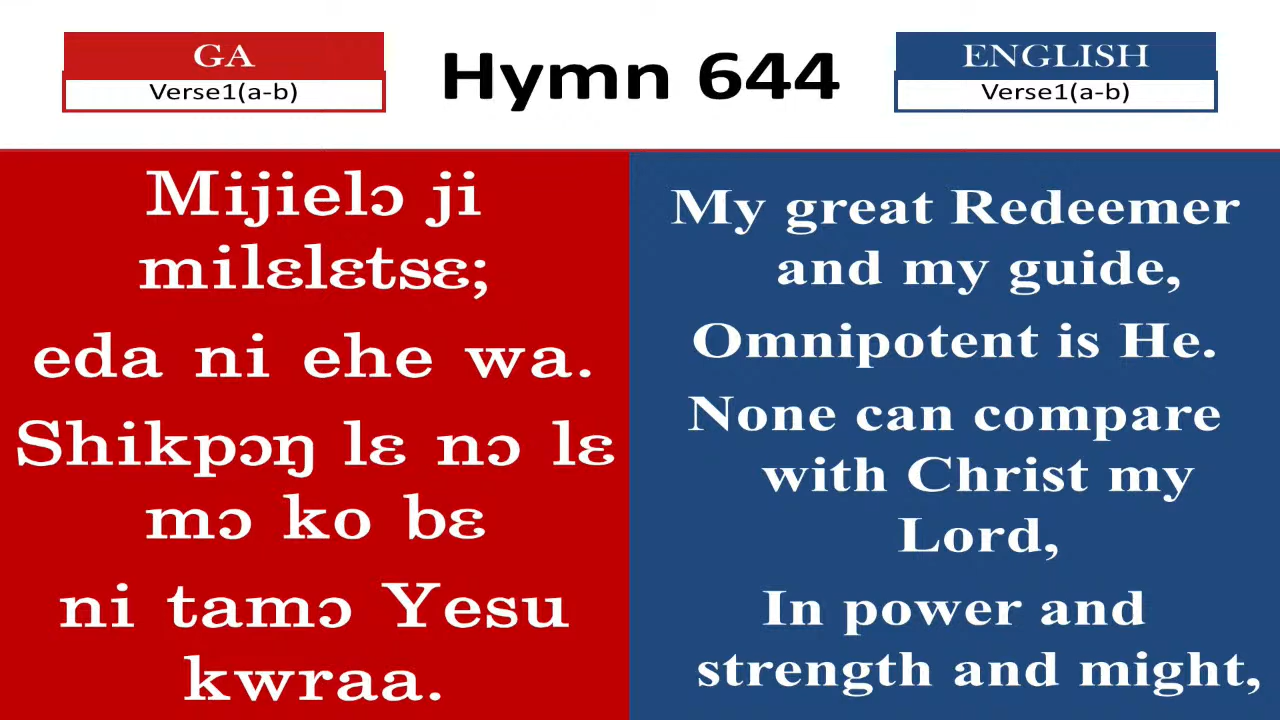 GA
Verse1(a-b)
Hymn 644
ENGLISH
Verse1(a-b)
Mijielɔ ji
milɛlɛtsɛ;
eda ni ehe wa.
Shikpɔŋ lɛ nɔ lɛ
mɔ ko bɛ
ni tamɔ Yesu
kwraa.
My great Redeemer
and my guide,
Omnipotent is He.
None can compare
with Christ my
Lord,
In power and
strength and might,